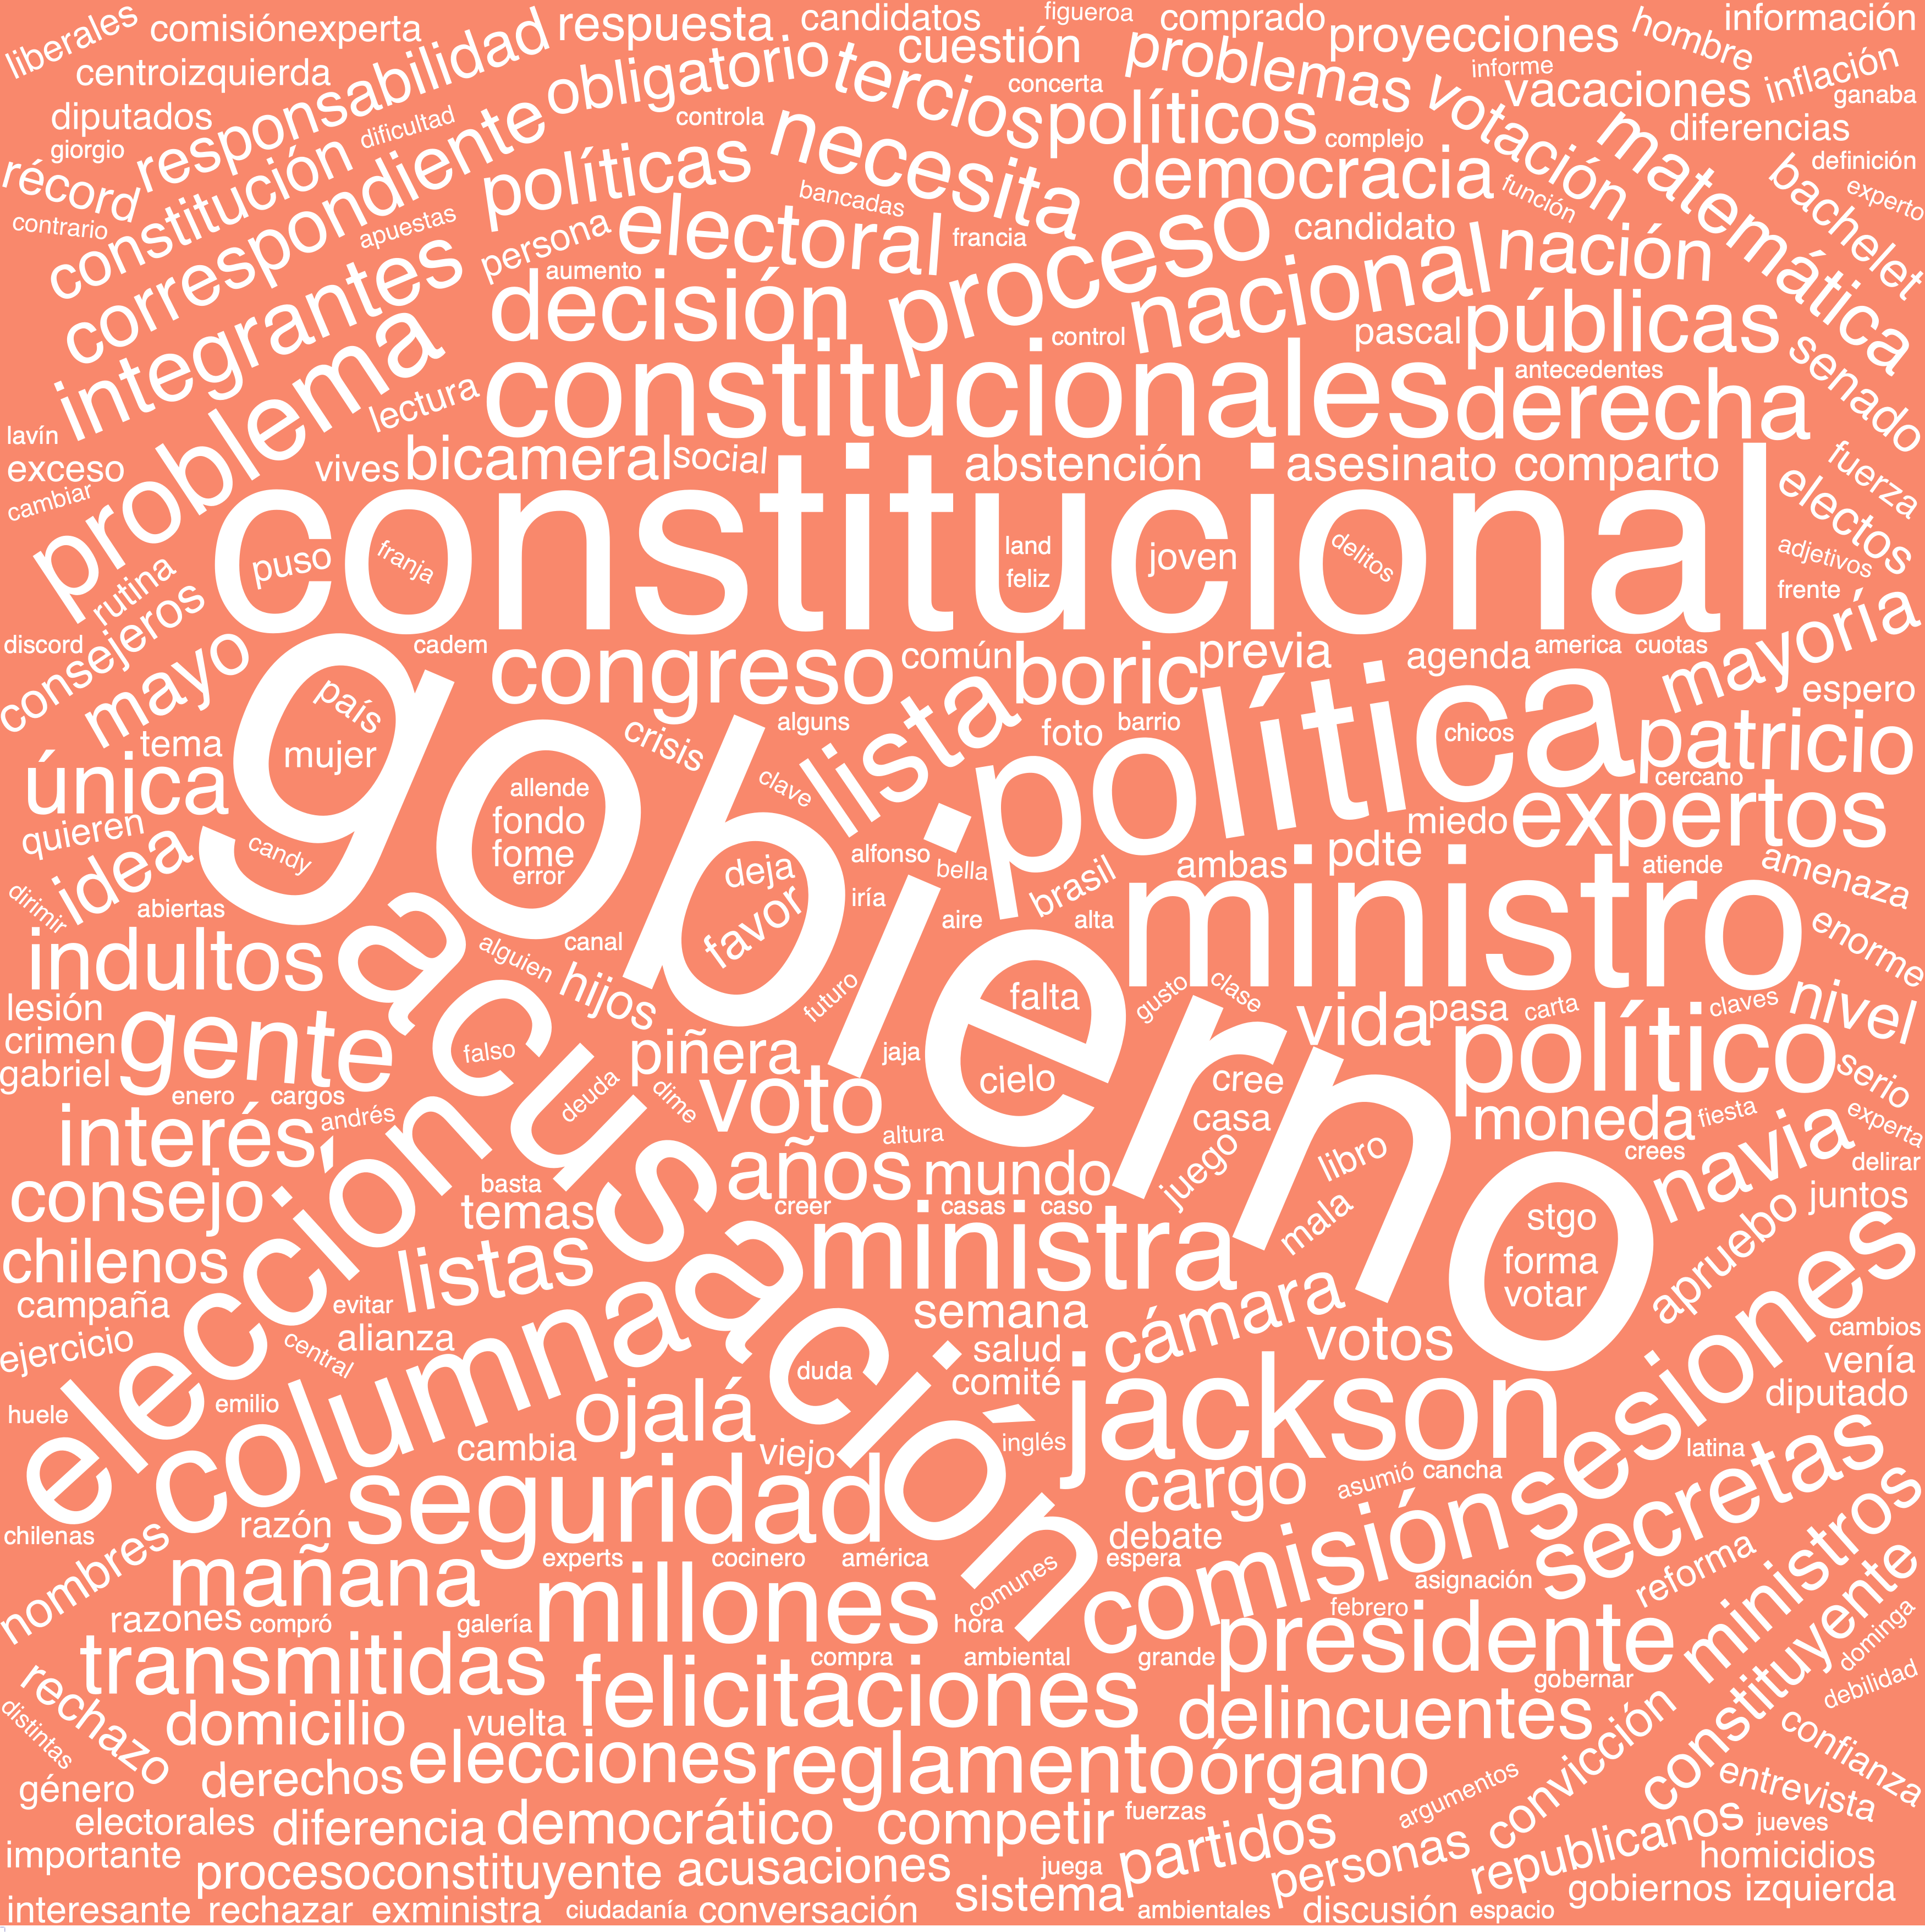 liberales
comisiónexperta
respuesta
candidatos
figueroa
comprado
proyecciones
hombre
información
centroizquierda
responsabilidad
obligatorio
cuestión
problemas
informe
vacaciones
inflación
ganaba
diputados
dificultad
tercios
concerta
votación
diferencias
giorgio
controla
políticos
complejo
matemática
definición
récord
constitución
correspondiente
políticas
necesita
democracia
función
bachelet
experto
contrario
apuestas
bancadas
integrantes
persona
electoral
francia
candidato
nación
aumento
decisión
proceso
nacional
problema
control
pascal
públicas
senado
lectura
constitucionales
antecedentes
derecha
lavín
exceso
vives
bicameral
social
abstención
asesinato
comparto
fuerza
cambiar
constitucional
electos
puso
franja
land
feliz
joven
delitos
adjetivos
rutina
frente
consejeros
discord
cadem
mayo
congreso
común
boric
previa
agenda
america
cuotas
mayoría
espero
país
mujer
tema
crisis
alguns
lista
foto
barrio
política
chicos
patricio
única
gobierno
allende
clave
cercano
quieren
fondo
fome
error
candy
idea
deja
favor
alfonso
bella
iría
brasil
ambas
pdte
miedo
expertos
atiende
amenaza
dirimir
abiertas
aire
alta
ministro
enorme
indultos
acusación
canal
alguien
hijos
futuro
falta
gusto
clase
lesión
crimen
gabriel
gente
falso
piñera
jaja
cielo
cree
vida
pasa
carta
claves
nivel
político
serio
enero
cargos
deuda
dime
voto
casa
moneda
fiesta
experta
interés
andrés
altura
juego
libro
crees
navia
delirar
elección
consejo
basta
años
mundo
temas
creer
casas
caso
mala
stgo
apruebo
juntos
chilenos
listas
ministra
forma
votar
campaña
evitar
semana
cámara
sesiones
cambios
ejercicio
central
alianza
columna
duda
salud
comité
votos
venía
diputado
huele
emilio
ojalá
jackson
cambia
viejo
inglés
latina
chilenas
razón
seguridad
cargo
asumió
cancha
secretas
nombres
debate
comisión
mañana
experts
cocinero
américa
espera
asignación
reforma
ministros
razones
compró
galería
millones
hora
comunes
febrero
constituyente
transmitidas
compra
ambiental
grande
presidente
gobernar
dominga
rechazo
felicitaciones
debilidad
distintas
domicilio
vuelta
delincuentes
convicción
confianza
género
derechos
elecciones
reglamento
órgano
argumentos
entrevista
electorales
diferencia
democrático
competir
fuerzas
partidos
personas
republicanos
jueves
importante
procesoconstituyente
acusaciones
juega
homicidios
interesante
rechazar
exministra
ciudadanía
conversación
sistema
ambientales
discusión
espacio
gobiernos
izquierda